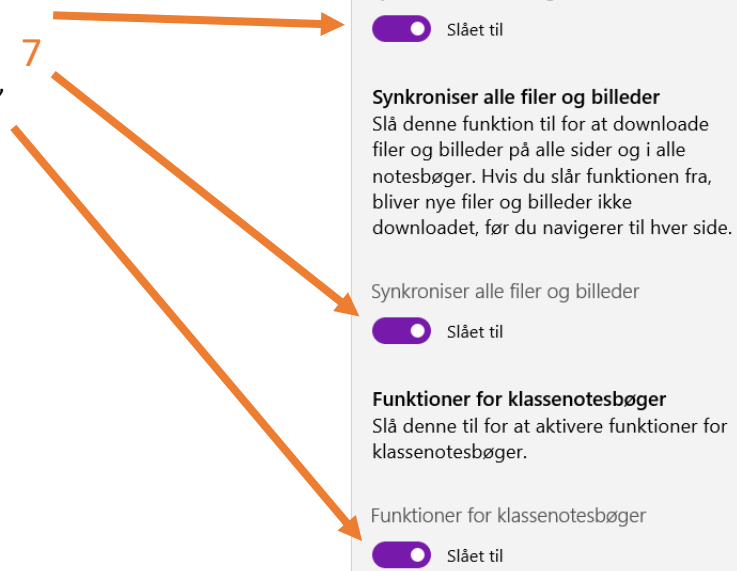 Slået til
7
Synkroniser alle filer og billeder
Slå denne funktion til for at downloade
filer og billeder på alle sider og i alle
notesbøger. Hvis du slår funktionen fra,
bliver nye filer og billeder ikke
downloadet, før du navigerer til hver side.
Synkroniser alle filer og billeder
Slået til
Funktioner for klassenotesbøger
Slå denne til for at aktivere funktioner for
klassenotesbøger.
Funktioner for klassenotesbøger
Slået til